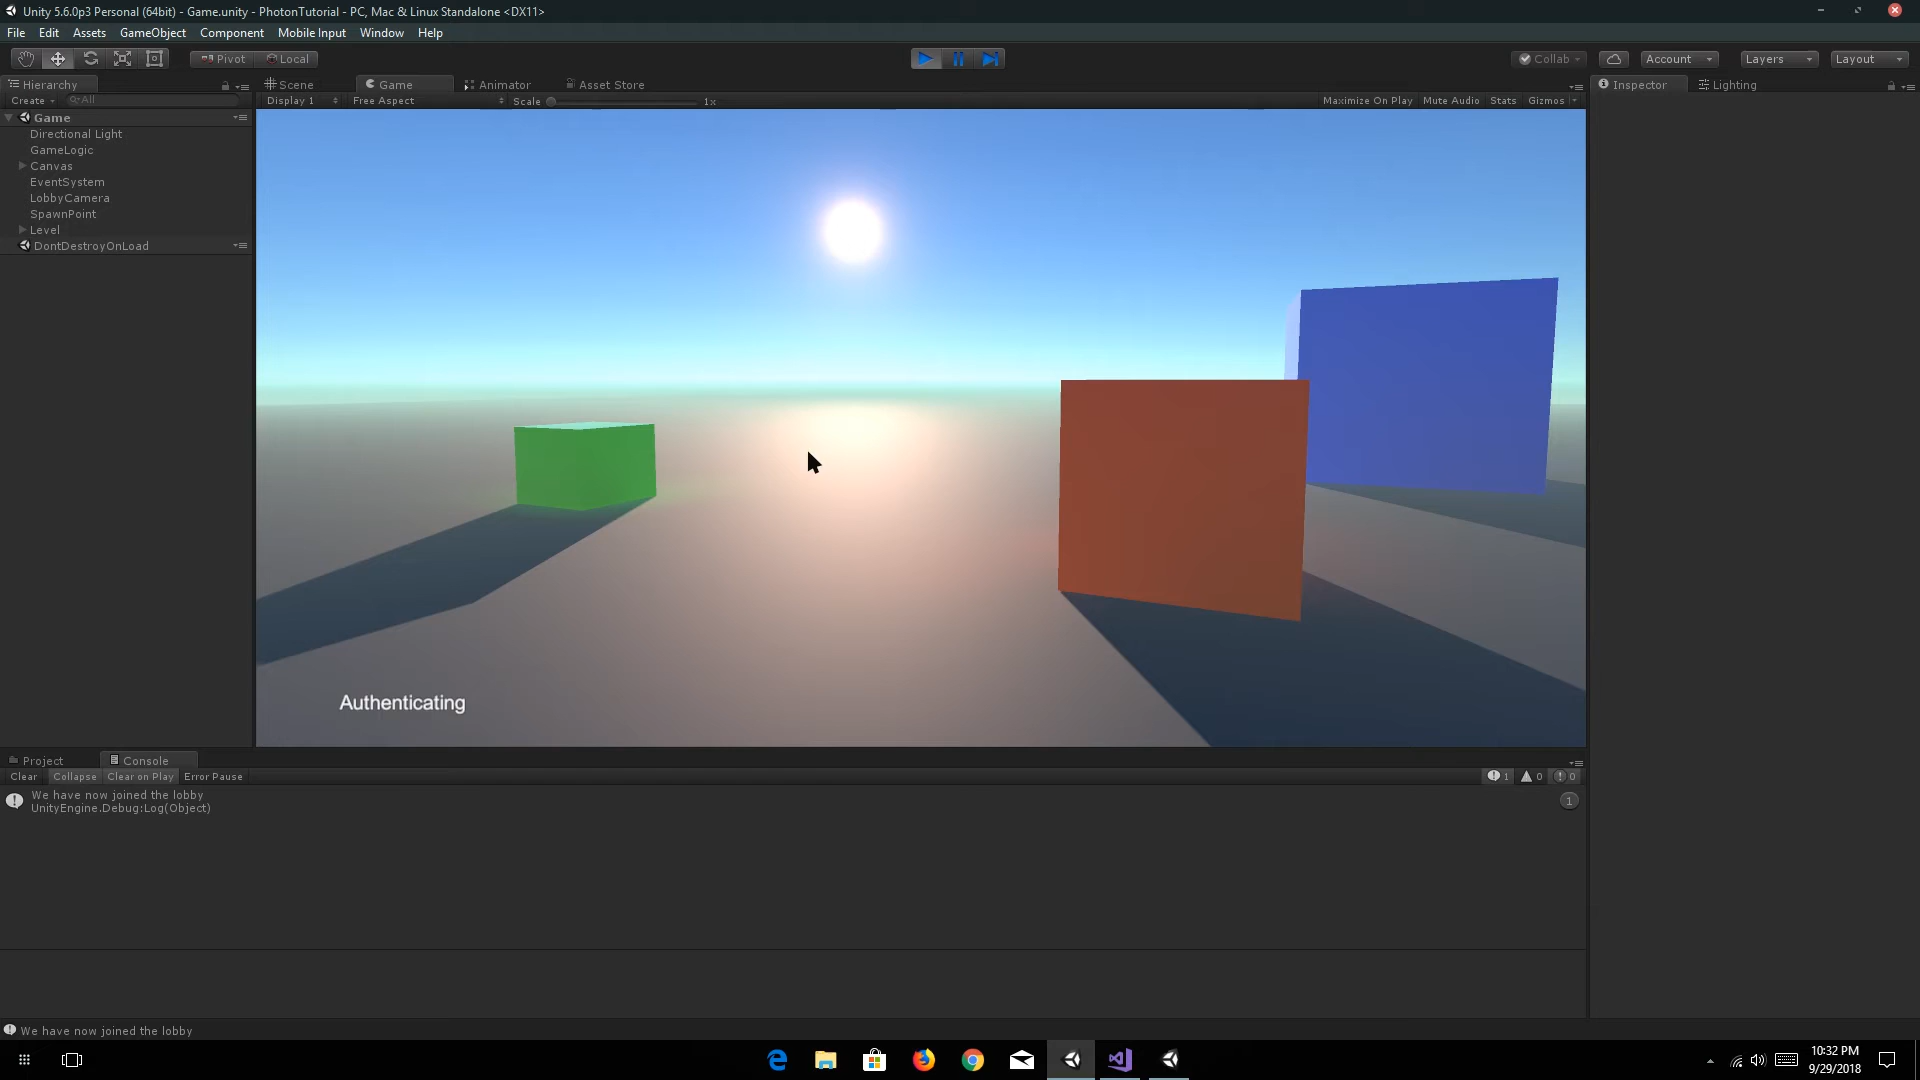 Unity 5.6.0p3 Personal (64bit) - Game.unity - PhotonTutorial - PC, Mac & Linux Standalone <DX11>
File Edit Assets GameObject Component Mobile Input Window Help
Pivot Local Collab Account Layers Layout
Hierarchy Scene Game Animator Asset Store Inspector Lighting
Create All Display 1 Free Aspect Scale 1x Maximize On Play Mute Audio Stats Gizmos
Game
Directional Light
GameLogic
Canvas
EventSystem
LobbyCamera
SpawnPoint
Level
DontDestroyOnLoad
Authenticating
Project Console
Clear Collapse Clear on Play Error Pause 1 0 0
We have now joined the lobby
UnityEngine.Debug:Log(Object)
1
We have now joined the lobby
10:32 PM
9/29/2018